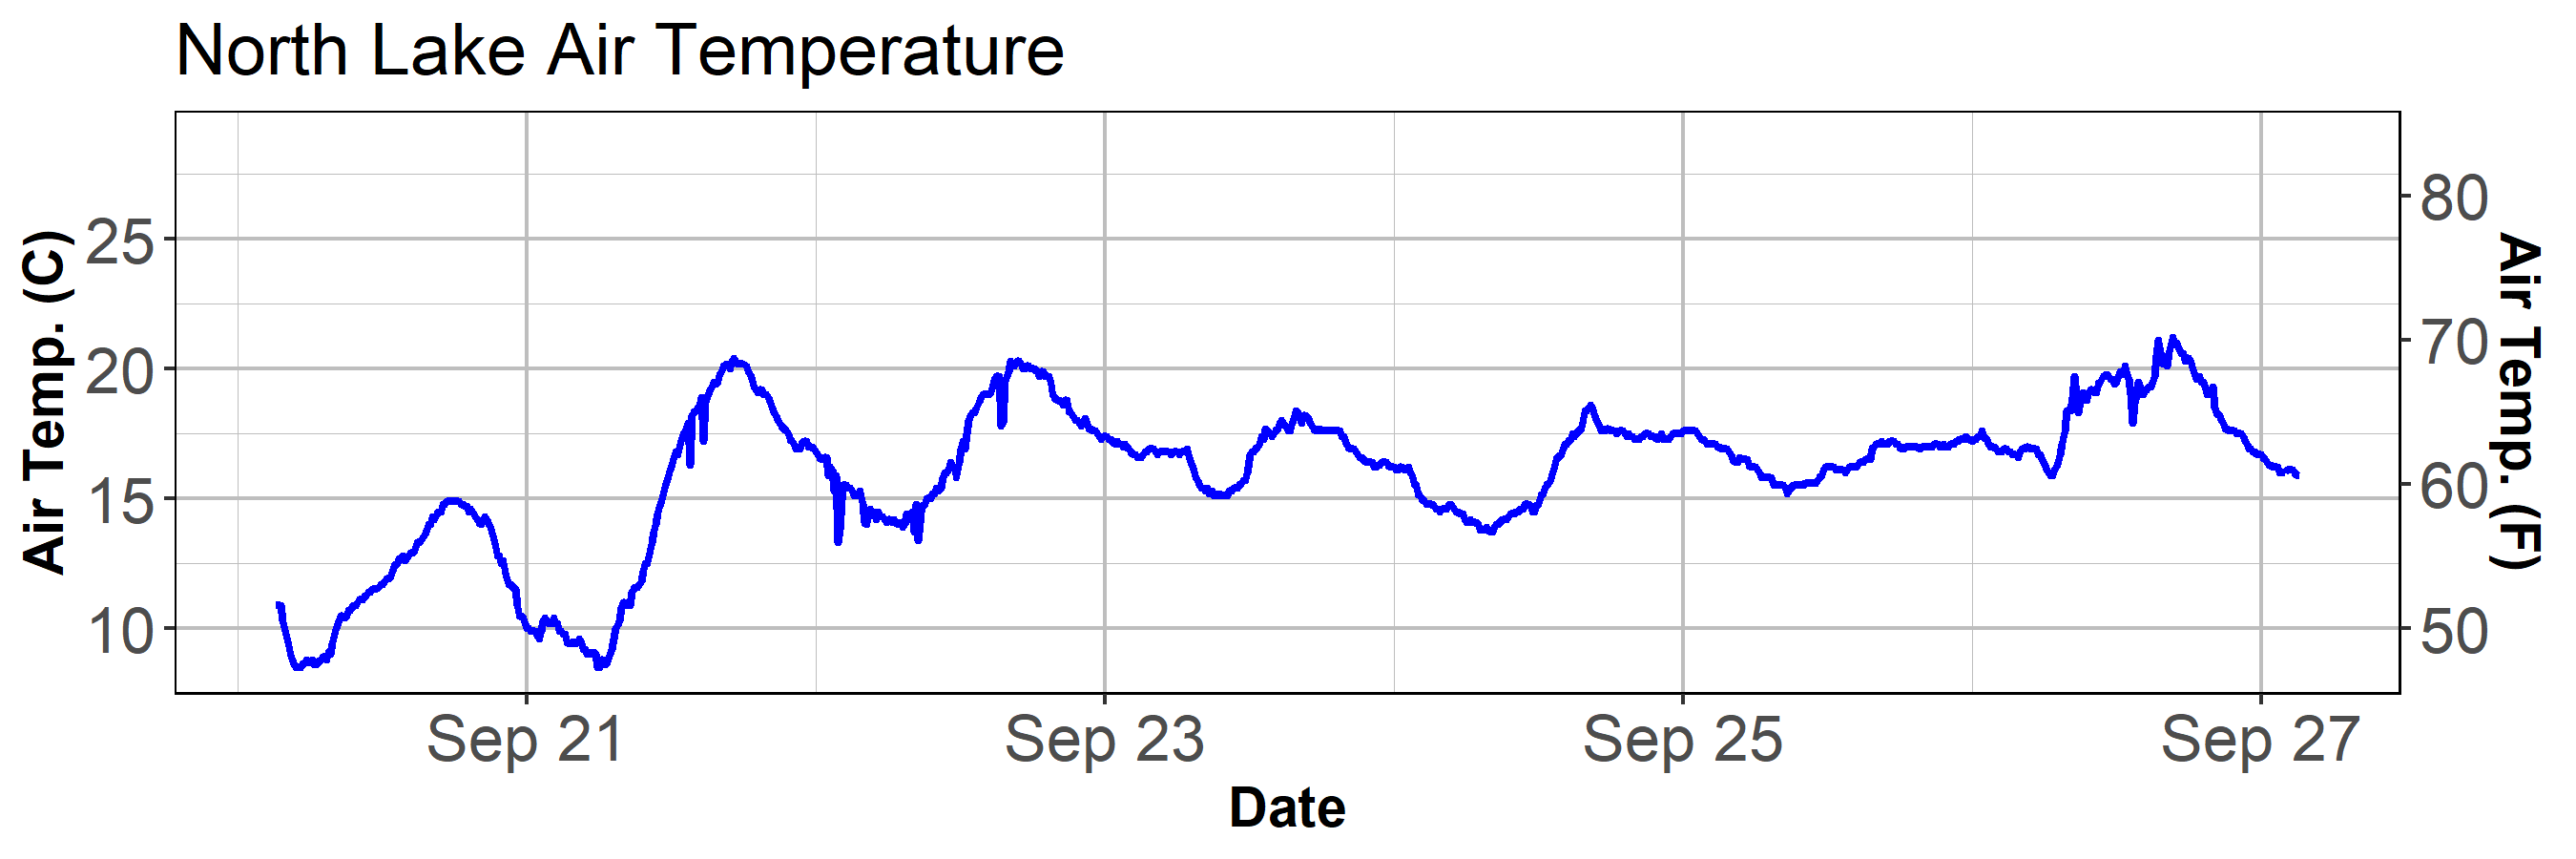 North Lake Air Temperature
Air Temp. (C)
25
20
15
10
80
70
60
50
Air Temp. (F)
Sep 21 Sep 23 Sep 25 Sep 27
Date